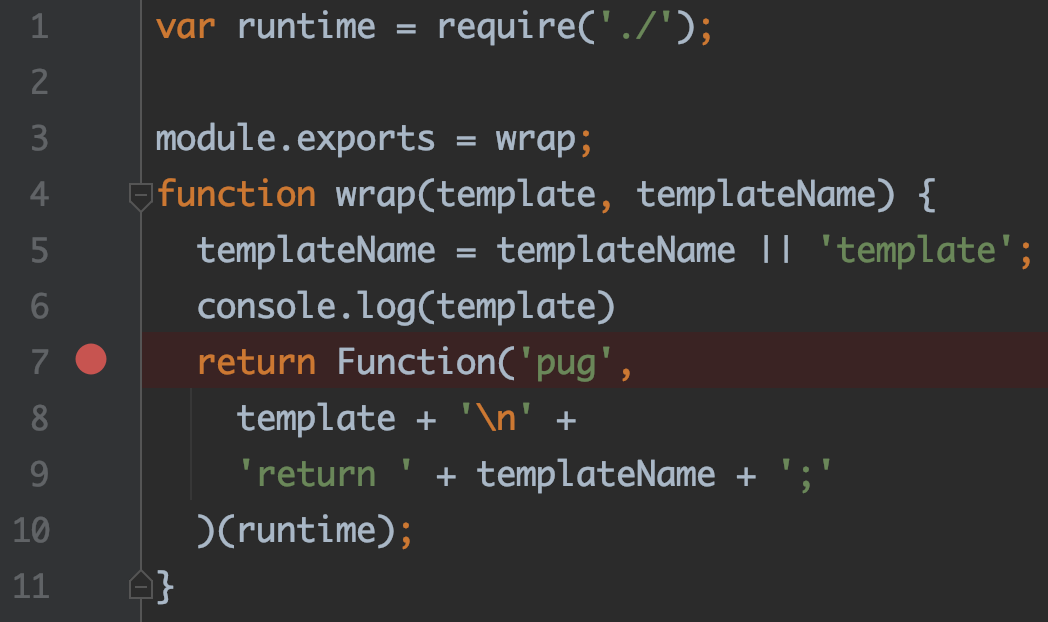 1 var runtime = require('./');
2
3 module.exports = wrap;
4 function wrap(template, templateName) {
5   templateName = templateName || 'template';
6   console.log(template)
7   return Function('pug',
8     template + '\n' +
9     'return ' + templateName + ';'
10   )(runtime);
11 }